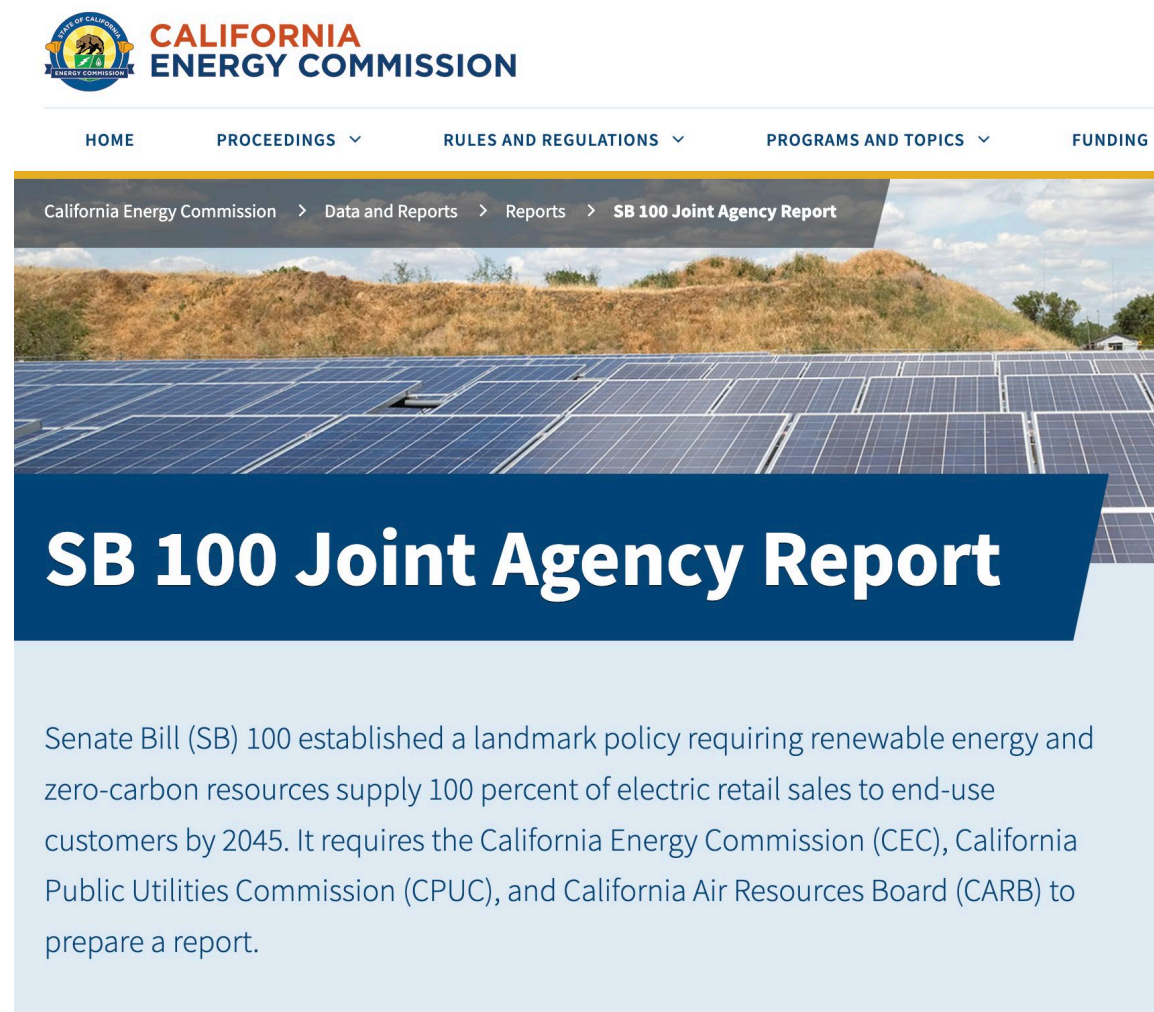 STATE OF CALIFORNIA
ENERGY COMMISSION
CALIFORNIA
ENERGY COMMISSION
HOME PROCEEDINGS RULES AND REGULATIONS PROGRAMS AND TOPICS FUNDING
California Energy Commission > Data and Reports > Reports > SB 100 Joint Agency Report
SB 100 Joint Agency Report
Senate Bill (SB) 100 established a landmark policy requiring renewable energy and
zero-carbon resources supply 100 percent of electric retail sales to end-use
customers by 2045. It requires the California Energy Commission (CEC), California
Public Utilities Commission (CPUC), and California Air Resources Board (CARB) to
prepare a report.